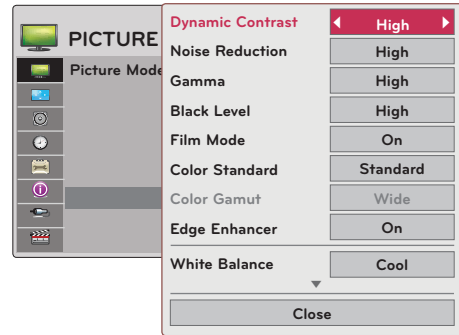 PICTURE
Picture Mode
Dynamic Contrast High
Noise Reduction High
Gamma High
Black Level High
Film Mode On
Color Standard Standard
Color Gamut Wide
Edge Enhancer On
White Balance Cool
Close